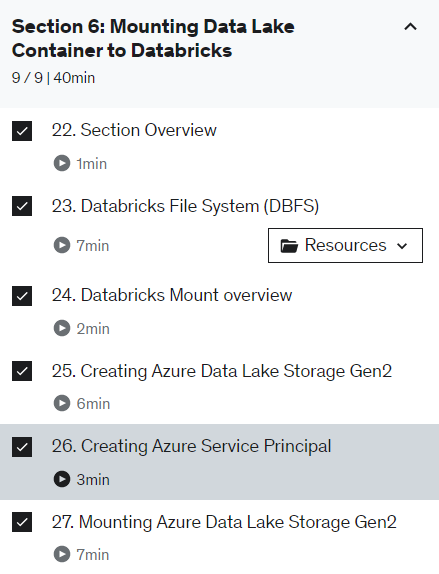 Section 6: Mounting Data Lake
Container to Databricks
9 / 9 | 40min
22. Section Overview
1min
23. Databricks File System (DBFS)
7min
Resources
24. Databricks Mount overview
2min
25. Creating Azure Data Lake Storage Gen2
6min
26. Creating Azure Service Principal
3min
27. Mounting Azure Data Lake Storage Gen2
7min